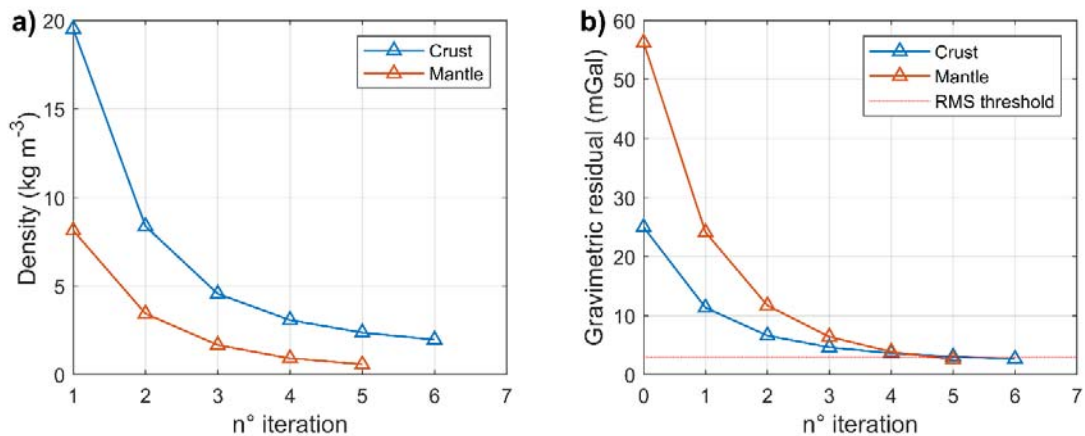 a)
20
15
10
5
0
Density (kg m⁻³)
1 2 3 4 5 6 7
n° iteration
Crust
Mantle
b)
60
50
40
30
20
10
0
Gravimetric residual (mGal)
0 1 2 3 4 5 6 7
n° iteration
Crust
Mantle
RMS threshold